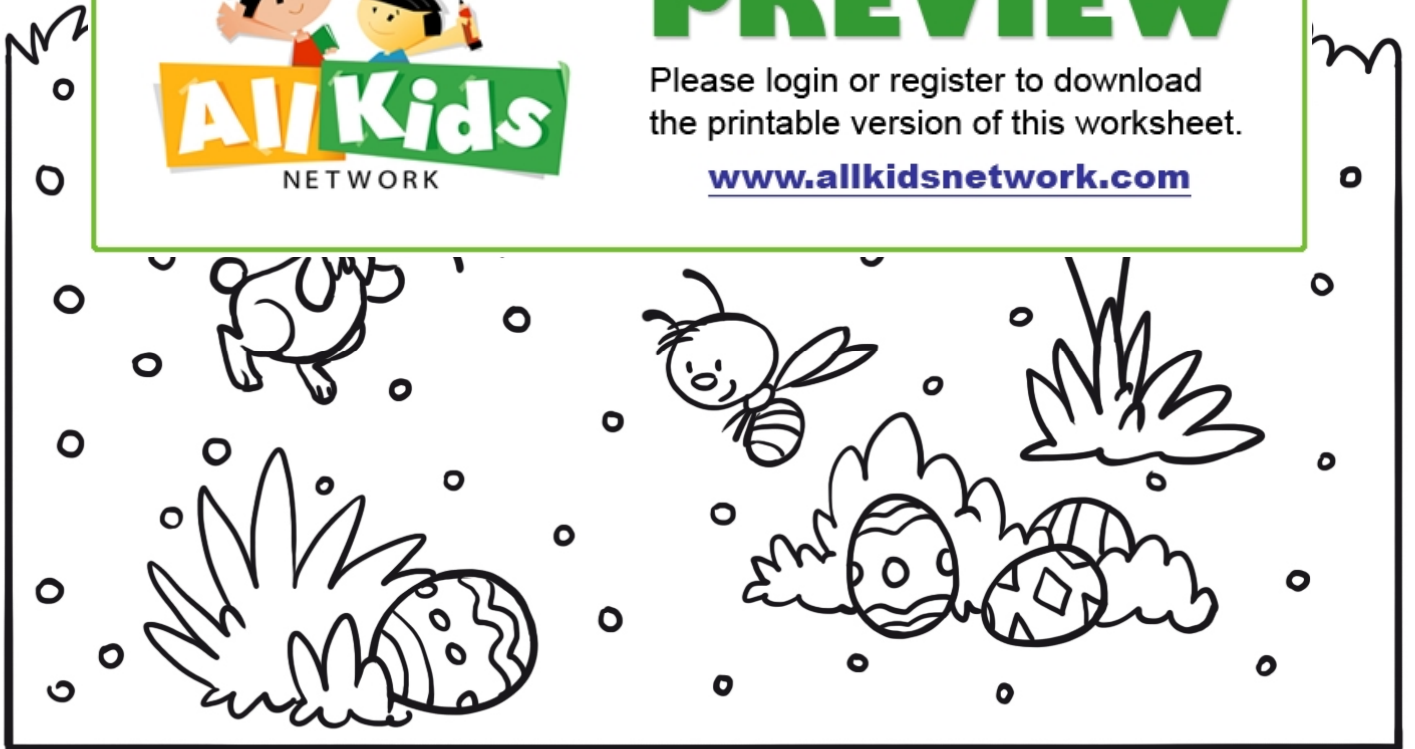 PREVIEW
All Kids
NETWORK
Please login or register to download
the printable version of this worksheet.
www.allkidsnetwork.com